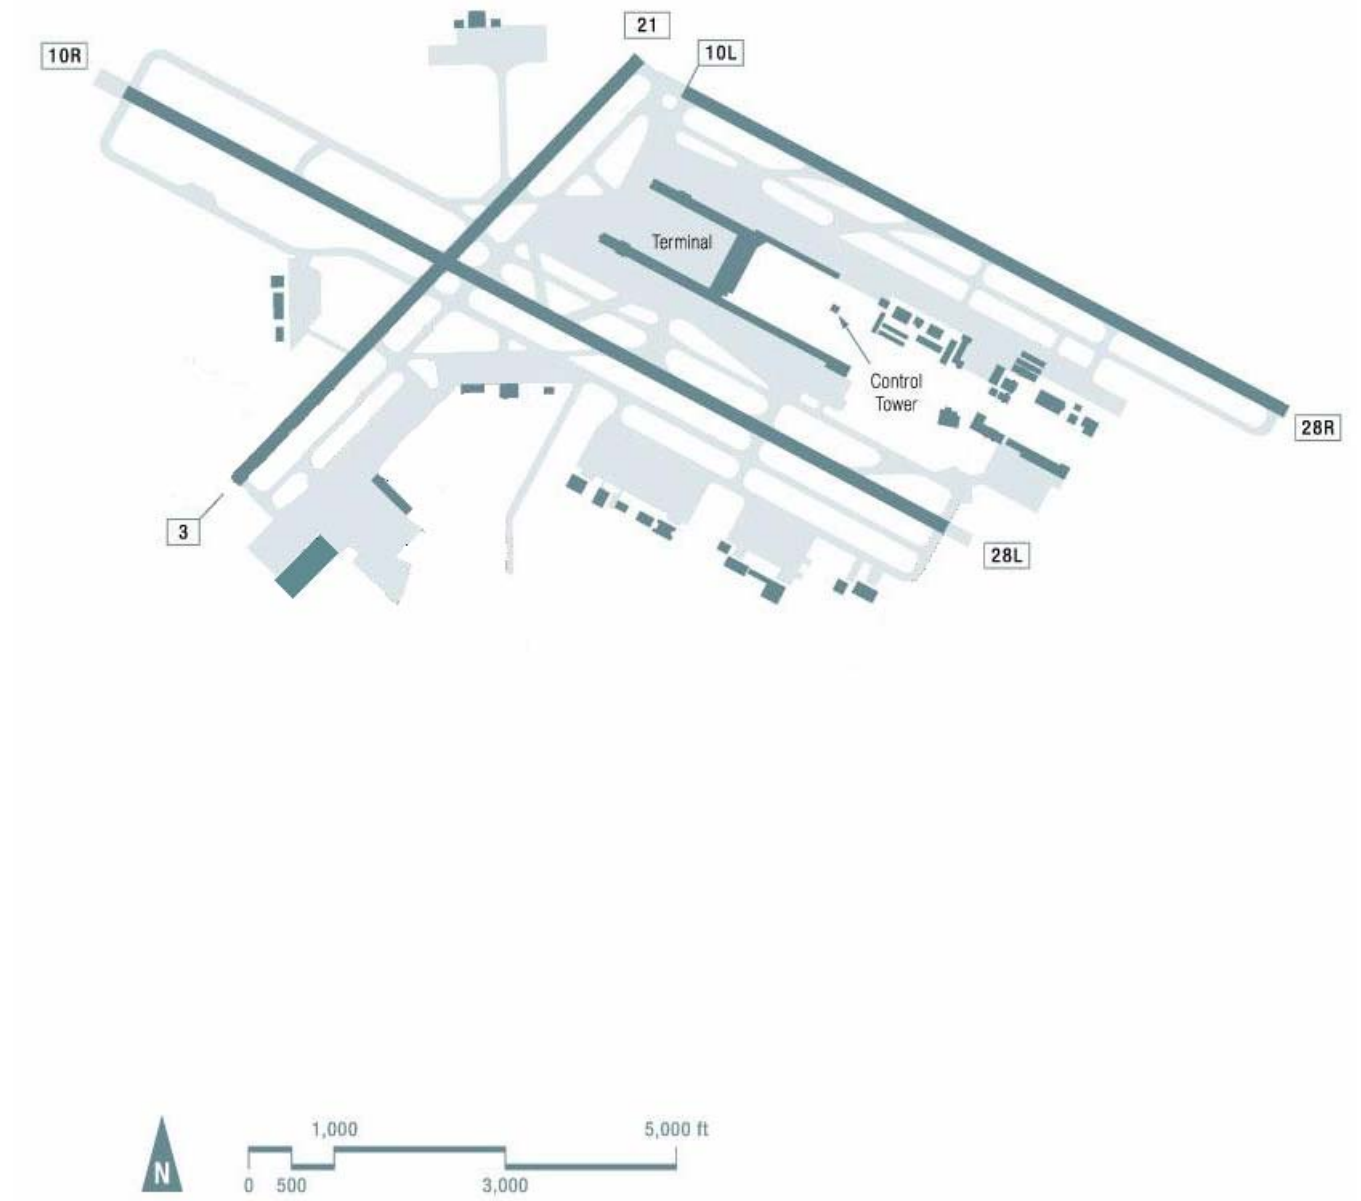 21
10L
10R
Terminal
Control
Tower
28R
3
28L
1,000
5,000 ft
N
0
500
3,000